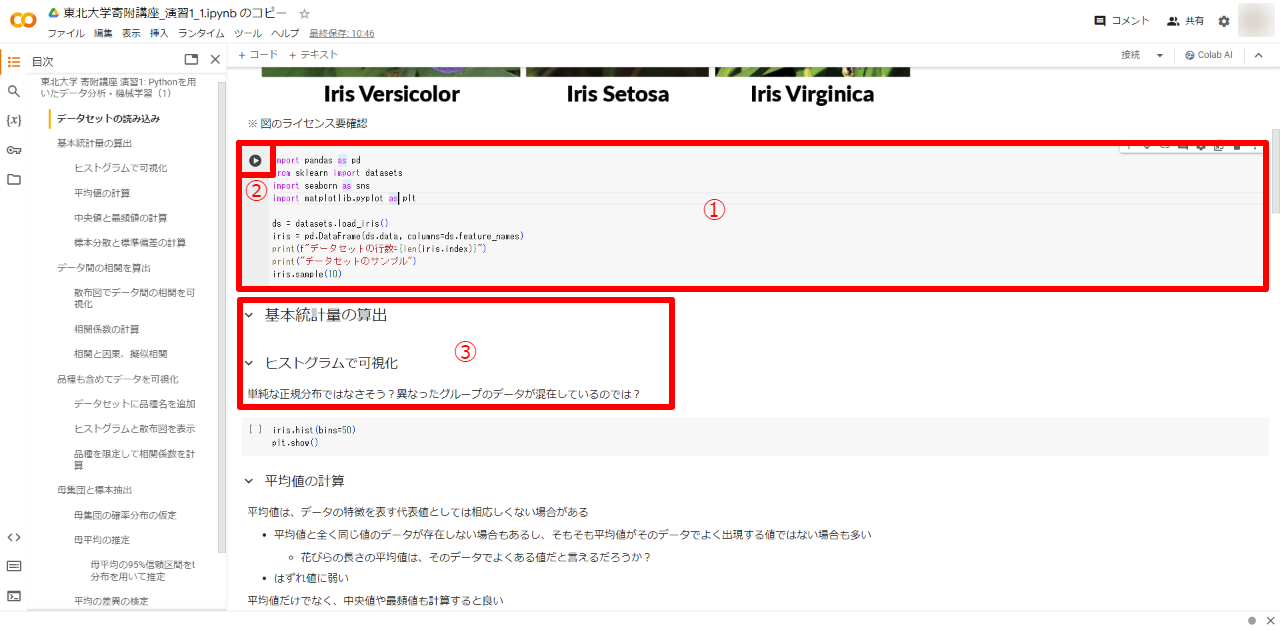 東北大学寄附講座_演習1_1.ipynb のコピー
ファイル 編集 表示 挿入 ランタイム ツール ヘルプ 最終保存: 10:46
コメント 共有
+ コード + テキスト
接続 Colab AI
目次
東北大学 寄附講座 演習1: Pythonを用
いたデータ分析・機械学習（1）
データセットの読み込み
基本統計量の算出
ヒストグラムで可視化
平均値の計算
中央値と最頻値の計算
標本分散と標準偏差の計算
データ間の相関を算出
散布図でデータ間の相関を可
視化
相関係数の計算
相関と因果、擬似相関
品種も含めてデータを可視化
データセットに品種名を追加
ヒストグラムと散布図を表示
品種を限定して相関係数を計
算
母集団と標本抽出
母集団の確率分布の仮定
母平均の推定
母平均の95%信頼区間をt
分布を用いて推定
平均の差異の検定
Iris Versicolor Iris Setosa Iris Virginica
※ 図のライセンス要確認
import pandas as pd
from sklearn import datasets
import seaborn as sns
import matplotlib.pyplot as plt
ds = datasets.load_iris()
iris = pd.DataFrame(ds.data, columns=ds.feature_names)
print(f"データセットの行数={len(iris.index)}")
print("データセットのサンプル")
iris.sample(10)
①
②
基本統計量の算出
③
ヒストグラムで可視化
単純な正規分布ではなさそう？異なったグループのデータが混在しているのでは？
[ ] iris.hist(bins=50)
plt.show()
平均値の計算
平均値は、データの特徴を表す代表値としては相応しくない場合がある
• 平均値と全く同じ値のデータが存在しない場合もあるし、そもそも平均値がそのデータでよく出現する値ではない場合も多い
◦ 花びらの長さの平均値は、そのデータでよくある値だと言えるだろうか？
• はずれ値に弱い
平均値だけでなく、中央値や最頻値も計算すると良い